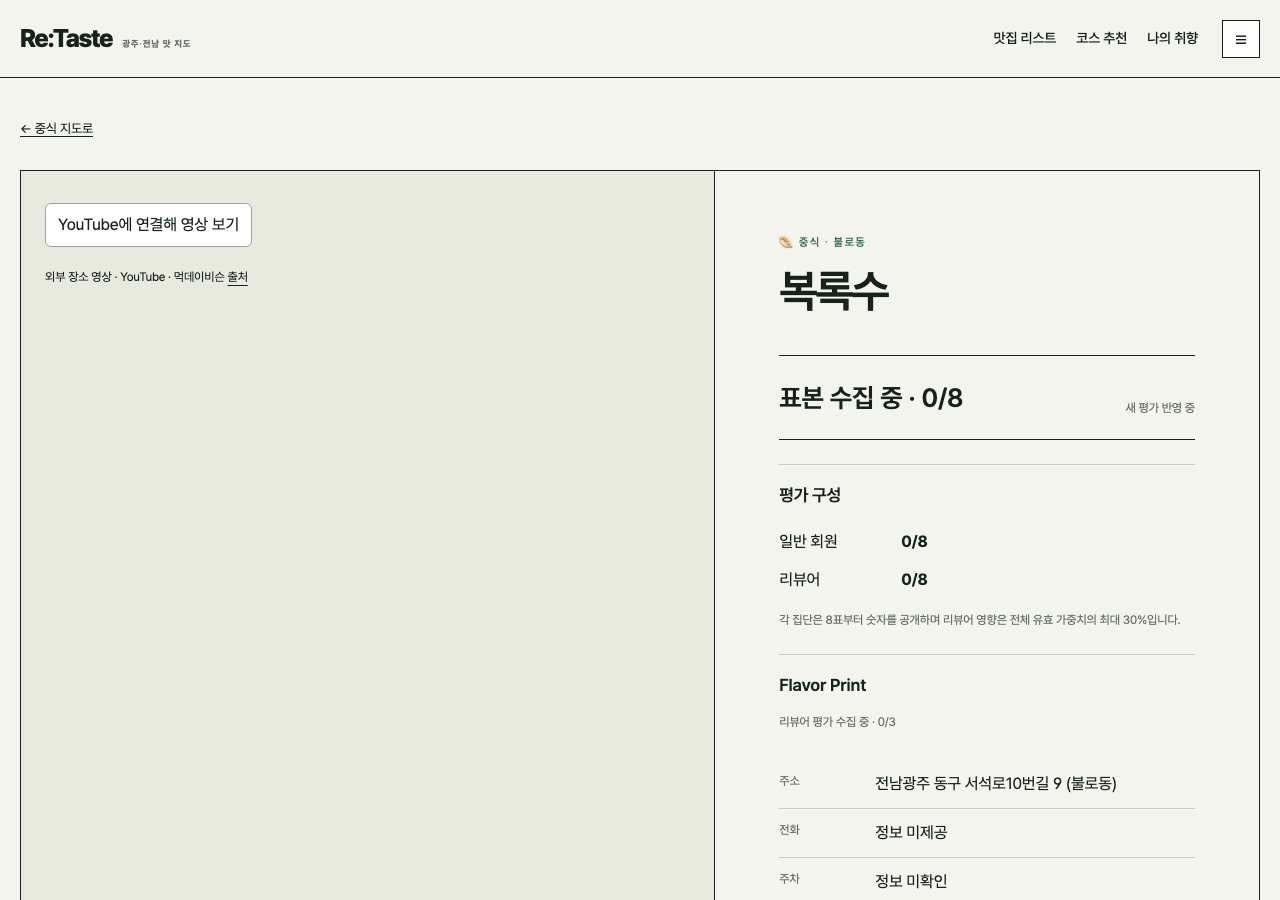 Re:Taste 광주·전남 맛 지도
맛집 리스트 코스 추천 나의 취향 ≡
← 중식 지도로
YouTube에 연결해 영상 보기
외부 장소 영상 · YouTube · 먹데이비슨 출처
중식 · 불로동
복록수
표본 수집 중 · 0/8
새 평가 반영 중
평가 구성
일반 회원 0/8
리뷰어 0/8
각 집단은 8표부터 숫자를 공개하며 리뷰어 영향은 전체 유효 가중치의 최대 30%입니다.
Flavor Print
리뷰어 평가 수집 중 · 0/3
주소 전남광주 동구 서석로10번길 9 (불로동)
전화 정보 미제공
주차 정보 미확인